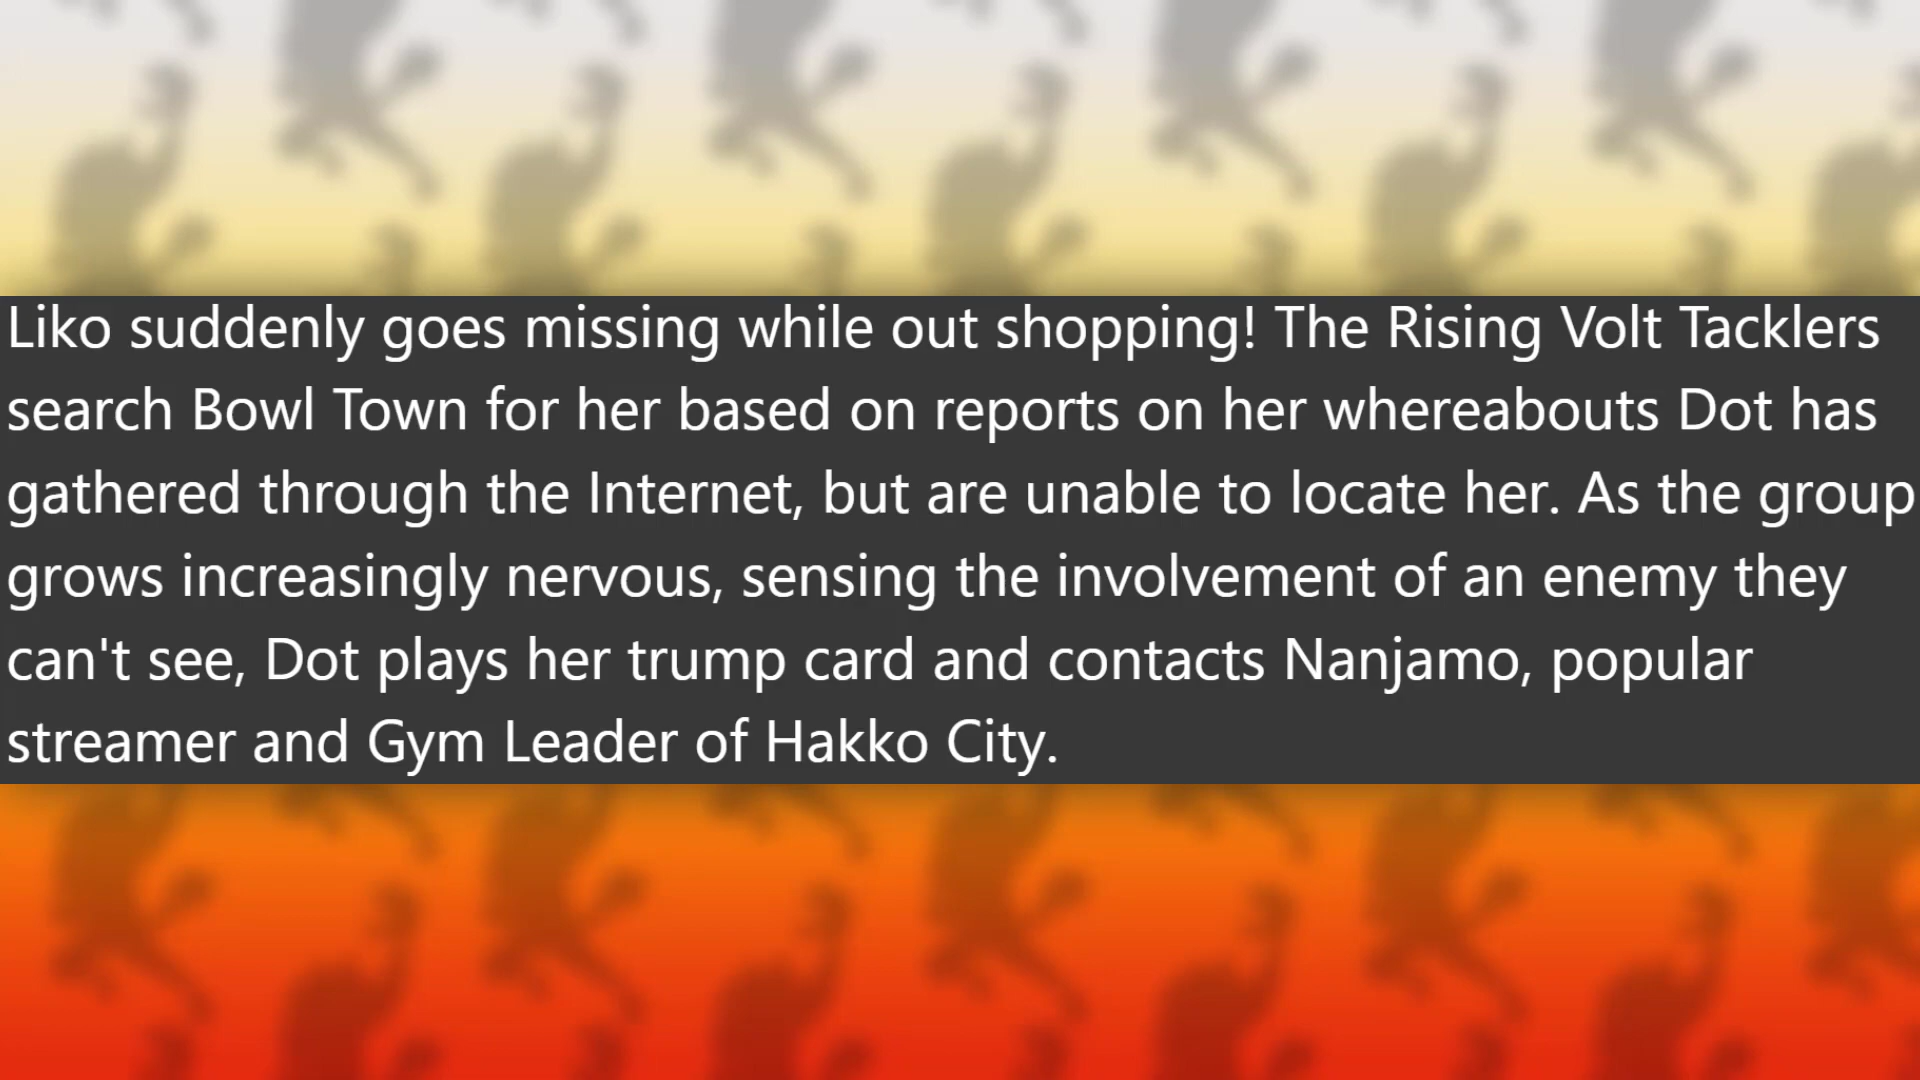 Liko suddenly goes missing while out shopping! The Rising Volt Tacklers
search Bowl Town for her based on reports on her whereabouts Dot has
gathered through the Internet, but are unable to locate her. As the group
grows increasingly nervous, sensing the involvement of an enemy they
can't see, Dot plays her trump card and contacts Nanjamo, popular
streamer and Gym Leader of Hakko City.